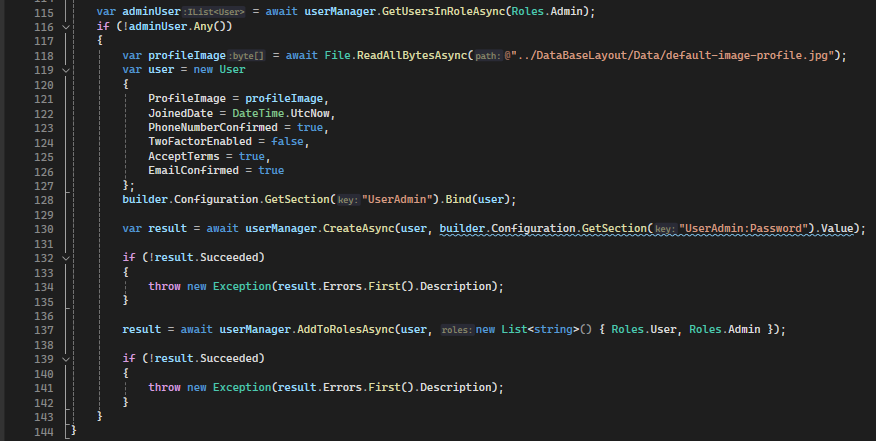 115 var adminUser :IList<User> = await userManager.GetUsersInRoleAsync(Roles.Admin);
116 if (!adminUser.Any())
117 {
118 var profileImage :byte[] = await File.ReadAllBytesAsync( path: @"../DataBaseLayout/Data/default-image-profile.jpg");
119 var user = new User
120 {
121 ProfileImage = profileImage,
122 JoinedDate = DateTime.UtcNow,
123 PhoneNumberConfirmed = true,
124 TwoFactorEnabled = false,
125 AcceptTerms = true,
126 EmailConfirmed = true
127 };
128 builder.Configuration.GetSection( key: "UserAdmin").Bind(user);
129
130 var result = await userManager.CreateAsync(user, builder.Configuration.GetSection( key: "UserAdmin:Password").Value);
131
132 if (!result.Succeeded)
133 {
134 throw new Exception(result.Errors.First().Description);
135 }
136
137 result = await userManager.AddToRolesAsync(user, roles: new List<string>() { Roles.User, Roles.Admin });
138
139 if (!result.Succeeded)
140 {
141 throw new Exception(result.Errors.First().Description);
142 }
143 }
144 }